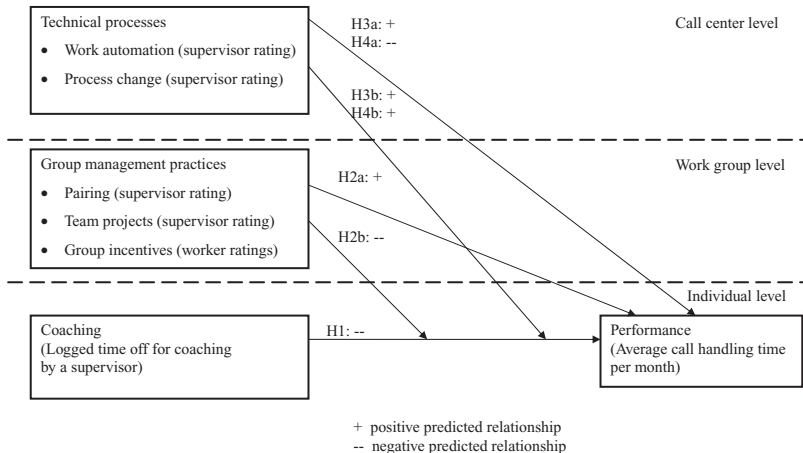 Technical processes
• Work automation (supervisor rating)
• Process change (supervisor rating)
H3a: +
H4a: --
Call center level
H3b: +
H4b: +
Group management practices
• Pairing (supervisor rating)
• Team projects (supervisor rating)
• Group incentives (worker ratings)
H2a: +
H2b: --
Work group level
Individual level
Coaching
(Logged time off for coaching
by a supervisor)
H1: --
Performance
(Average call handling time
per month)
+ positive predicted relationship
-- negative predicted relationship